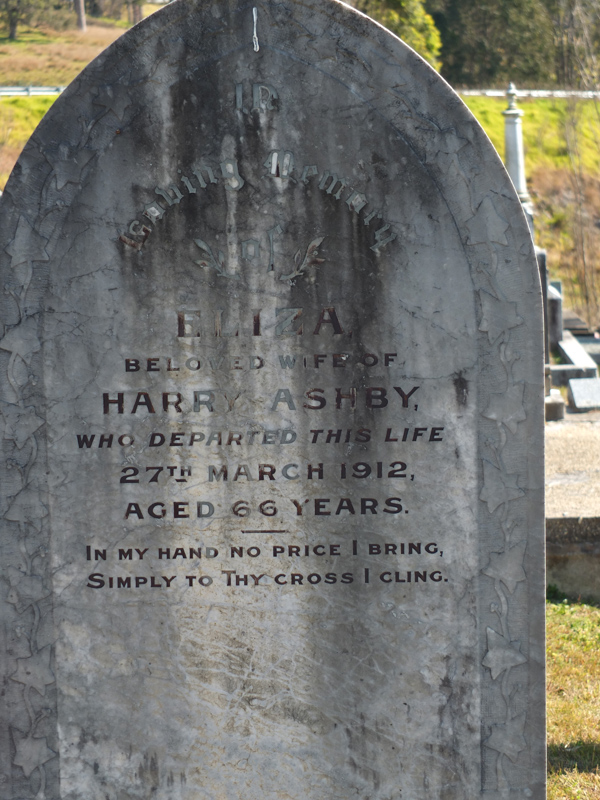 In
Loving Memory
of
ELIZA,
BELOVED WIFE OF
HARRY ASHBY,
WHO DEPARTED THIS LIFE
27TH MARCH 1912,
AGED 66 YEARS.
IN MY HAND NO PRICE I BRING,
SIMPLY TO THY CROSS I CLING.